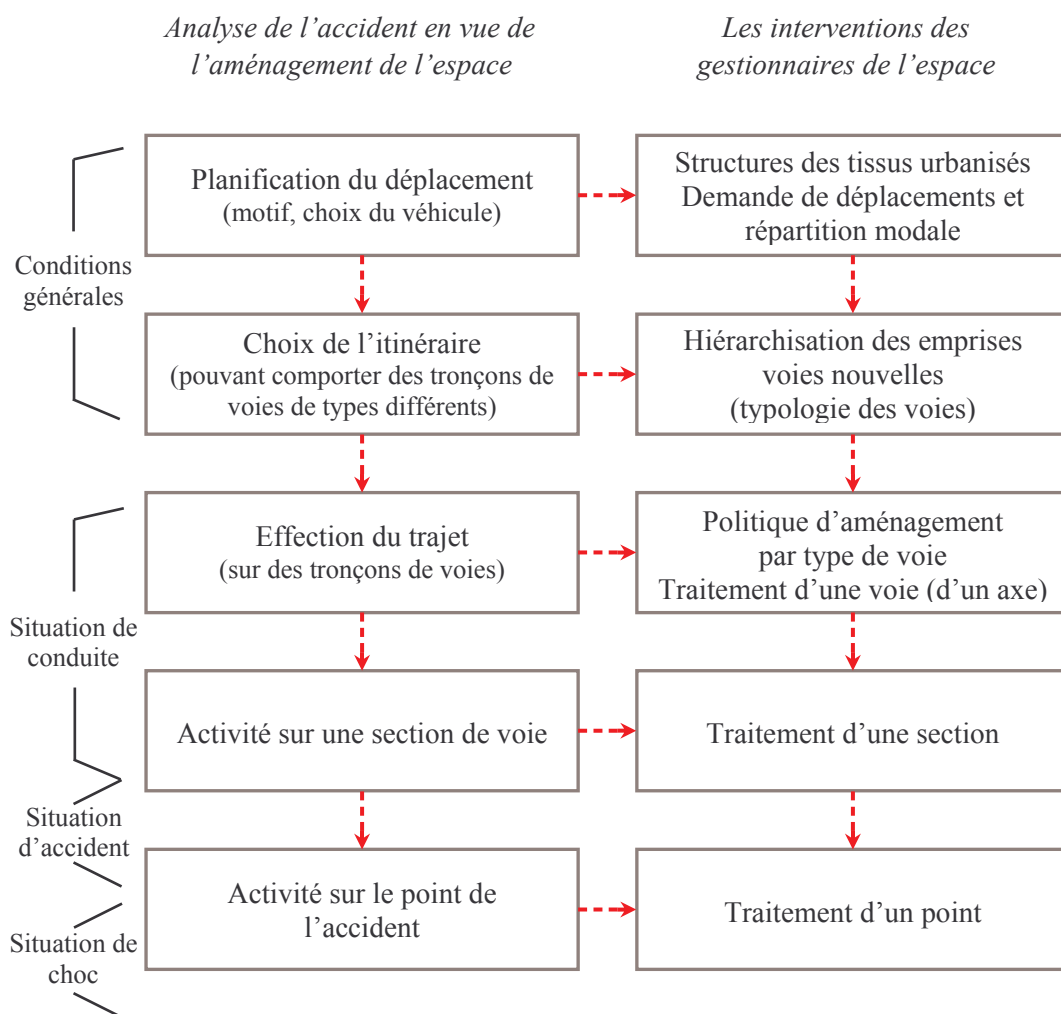 Analyse de l’accident en vue de
l’aménagement de l’espace
Les interventions des
gestionnaires de l’espace
Conditions
générales
Planification du déplacement
(motif, choix du véhicule)
Structures des tissus urbanisés
Demande de déplacements et
répartition modale
Choix de l’itinéraire
(pouvant comporter des tronçons de
voies de types différents)
Hiérarchisation des emprises
voies nouvelles
(typologie des voies)
Situation de
conduite
Effection du trajet
(sur des tronçons de voies)
Politique d’aménagement
par type de voie
Traitement d’une voie (d’un axe)
Activité sur une section de voie
Traitement d’une section
Situation
d’accident
Activité sur le point de
l’accident
Traitement d’un point
Situation de
choc